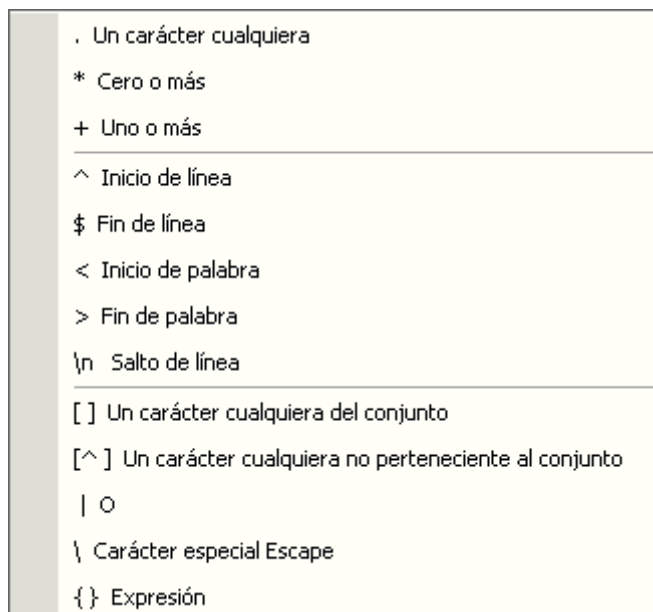 . Un carácter cualquiera
* Cero o más
+ Uno o más
^ Inicio de línea
$ Fin de línea
< Inicio de palabra
> Fin de palabra
\n Salto de línea
[ ] Un carácter cualquiera del conjunto
[^ ] Un carácter cualquiera no perteneciente al conjunto
| O
\ Carácter especial Escape
{ } Expresión